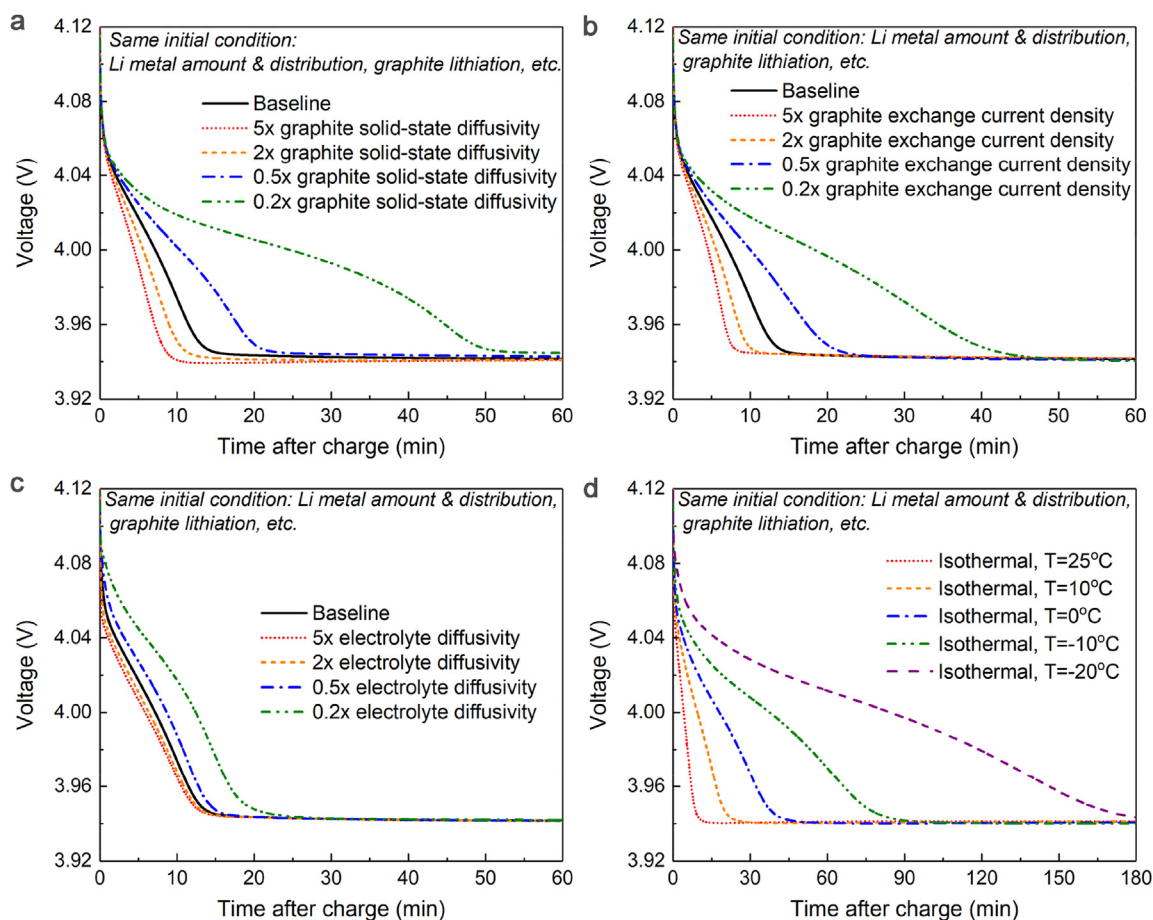 a
Same initial condition:
Li metal amount & distribution, graphite lithiation, etc.
Baseline
5x graphite solid-state diffusivity
2x graphite solid-state diffusivity
0.5x graphite solid-state diffusivity
0.2x graphite solid-state diffusivity
4.12
4.08
4.04
4.00
3.96
3.92
Voltage (V)
0 10 20 30 40 50 60
Time after charge (min)
b
Same initial condition: Li metal amount & distribution,
graphite lithiation, etc.
Baseline
5x graphite exchange current density
2x graphite exchange current density
0.5x graphite exchange current density
0.2x graphite exchange current density
4.12
4.08
4.04
4.00
3.96
3.92
Voltage (V)
0 10 20 30 40 50 60
Time after charge (min)
c
Same initial condition: Li metal amount & distribution,
graphite lithiation, etc.
Baseline
5x electrolyte diffusivity
2x electrolyte diffusivity
0.5x electrolyte diffusivity
0.2x electrolyte diffusivity
4.12
4.08
4.04
4.00
3.96
3.92
Voltage (V)
0 10 20 30 40 50 60
Time after charge (min)
d
Same initial condition: Li metal amount & distribution,
graphite lithiation, etc.
Isothermal, T=25°C
Isothermal, T=10°C
Isothermal, T=0°C
Isothermal, T=-10°C
Isothermal, T=-20°C
4.12
4.08
4.04
4.00
3.96
3.92
Voltage (V)
0 30 60 90 120 150 180
Time after charge (min)